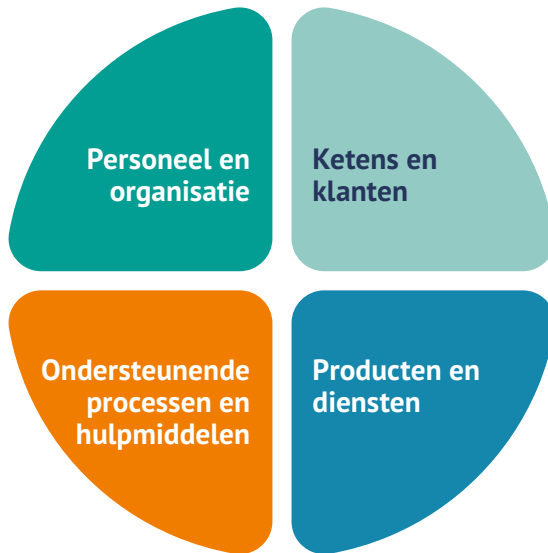 Personeel en
organisatie
Ketens en
klanten
Ondersteunende
processen en
hulpmiddelen
Producten en
diensten